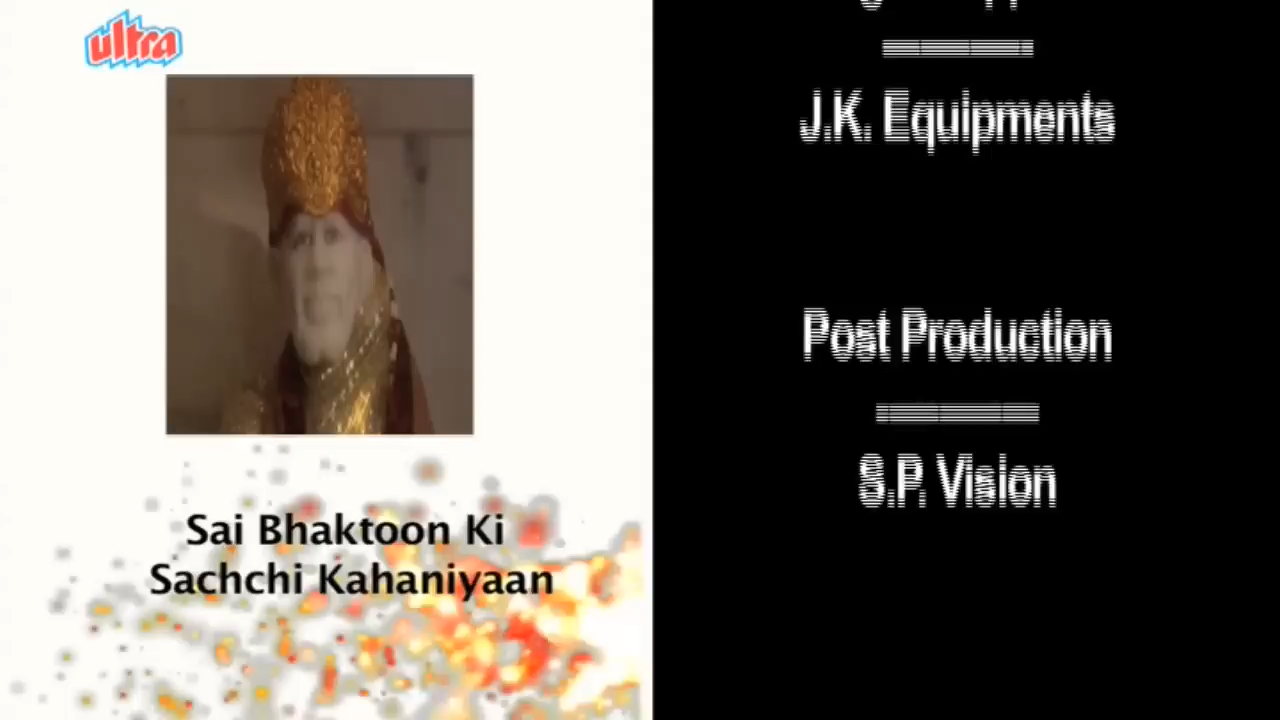 ultra
Sai Bhaktoon Ki
Sachchi Kahaniyaan
J.K. Equipments
Post Production
S.P. Vision